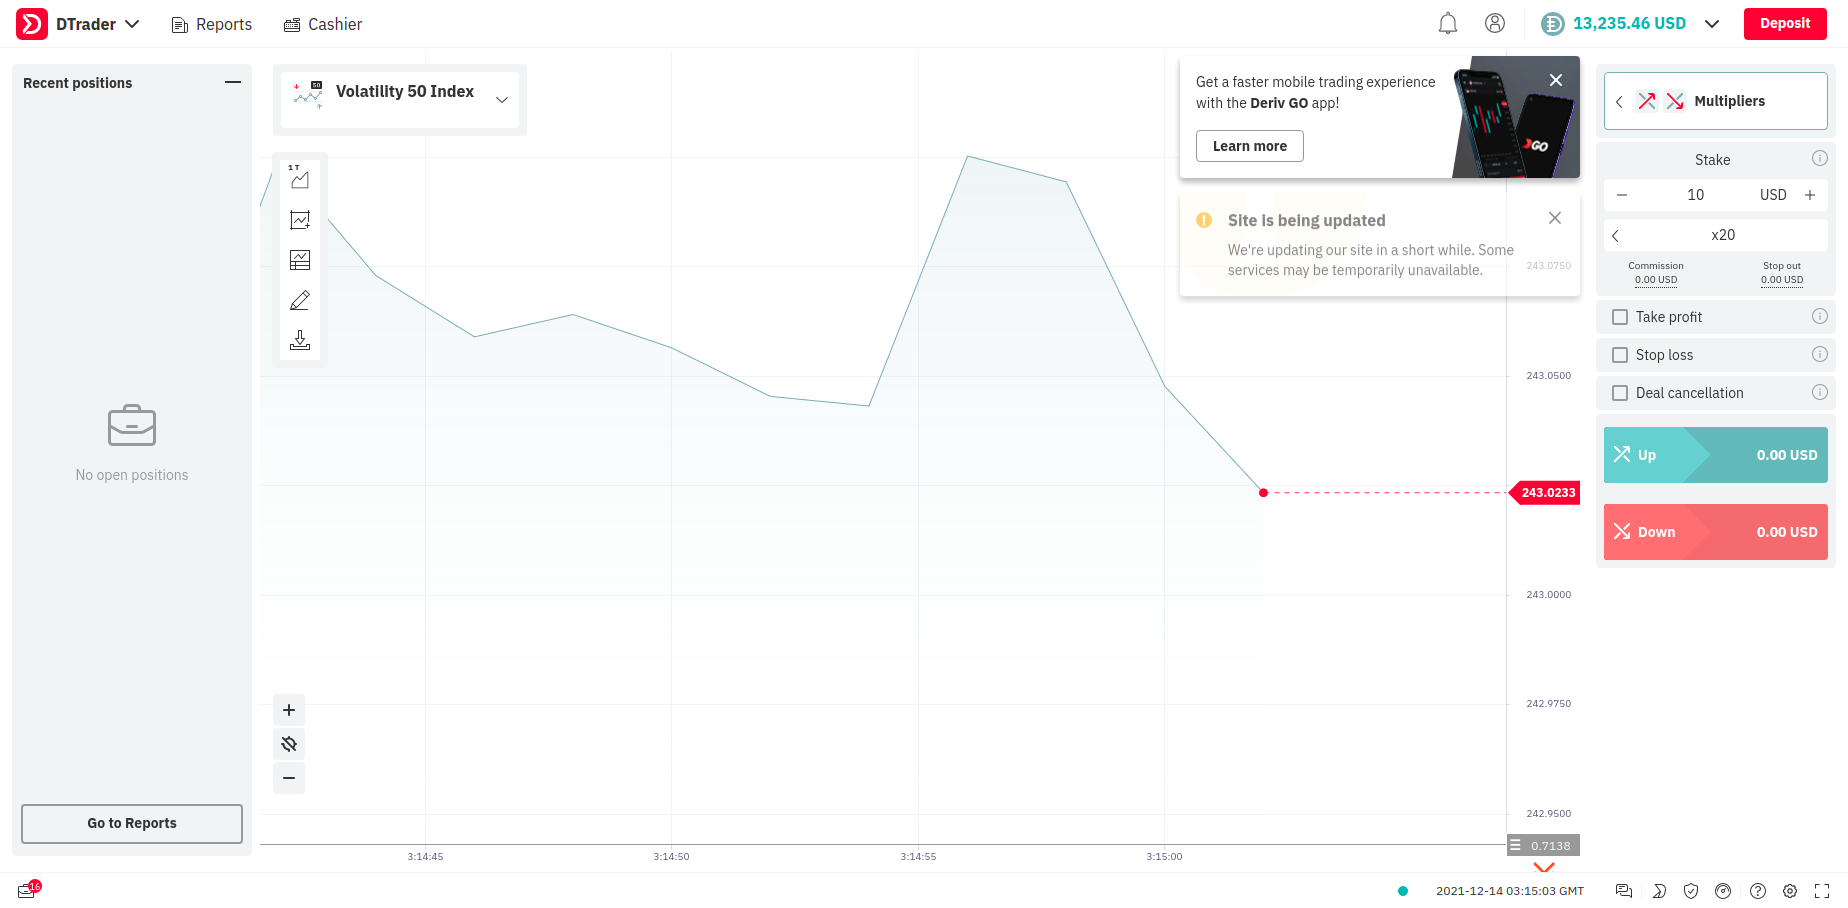 DTrader
Reports
Cashier
13,235.46 USD
Deposit
Recent positions
No open positions
Go to Reports
50
Volatility 50 Index
1 T
Get a faster mobile trading experience
with the Deriv GO app!
Learn more
GO
Site is being updated
We're updating our site in a short while. Some
services may be temporarily unavailable.
243.0750
243.0500
243.0233
243.0000
242.9750
242.9500
0.7138
3:14:45
3:14:50
3:14:55
3:15:00
Multipliers
Stake
10
USD
x20
Commission
0.00 USD
Stop out
0.00 USD
Take profit
Stop loss
Deal cancellation
Up
0.00 USD
Down
0.00 USD
16
2021-12-14 03:15:03 GMT